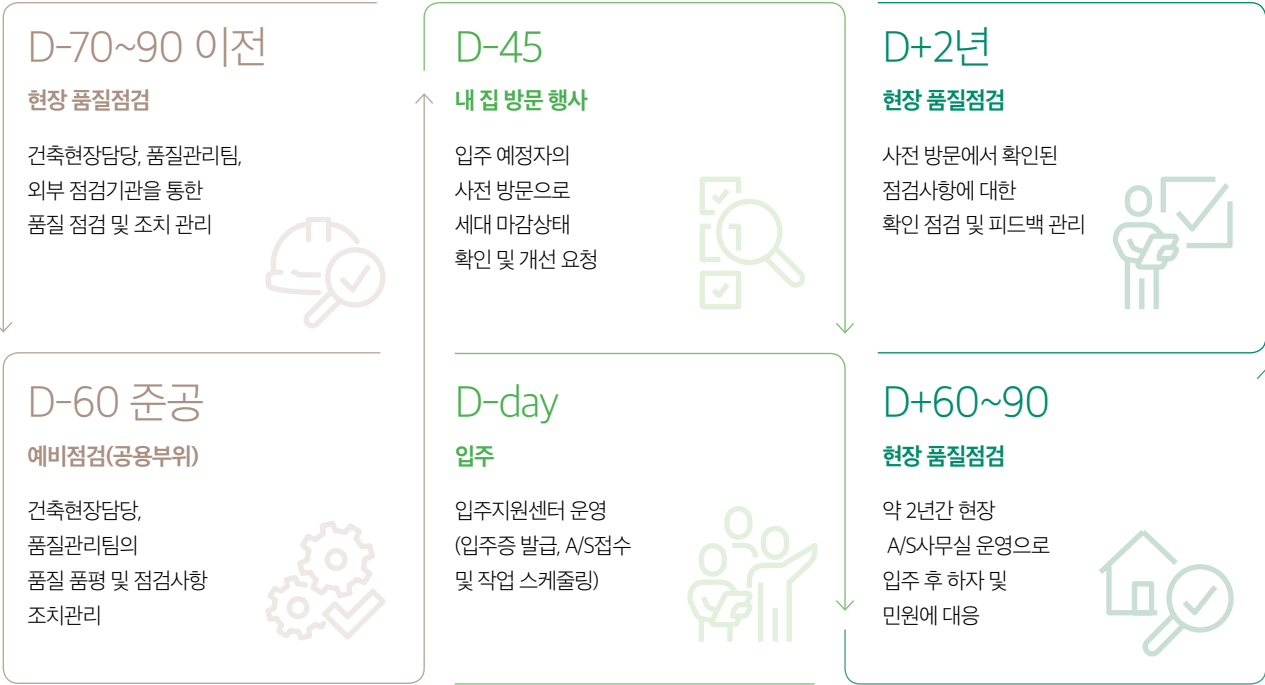 D-70~90 이전
현장 품질점검
건축현장담당, 품질관리팀,
외부 점검기관을 통한
품질 점검 및 조치 관리
D-60 준공
예비점검(공용부위)
건축현장담당,
품질관리팀의
품질 품평 및 점검사항
조치관리
D-45
내 집 방문 행사
입주 예정자의
사전 방문으로
세대 마감상태
확인 및 개선 요청
D-day
입주
입주지원센터 운영
(입주증 발급, A/S접수
및 작업 스케줄링)
D+2년
현장 품질점검
사전 방문에서 확인된
점검사항에 대한
확인 점검 및 피드백 관리
D+60~90
현장 품질점검
약 2년간 현장
A/S사무실 운영으로
입주 후 하자 및
민원에 대응